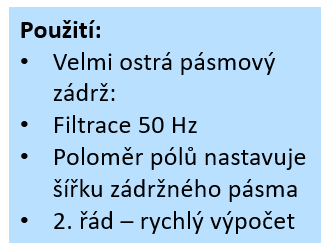 Použití:
• Velmi ostrá pásmový
zádrž:
• Filtrace 50 Hz
• Poloměr pólů nastavuje
šířku zádržného pásma
• 2. řád – rychlý výpočet